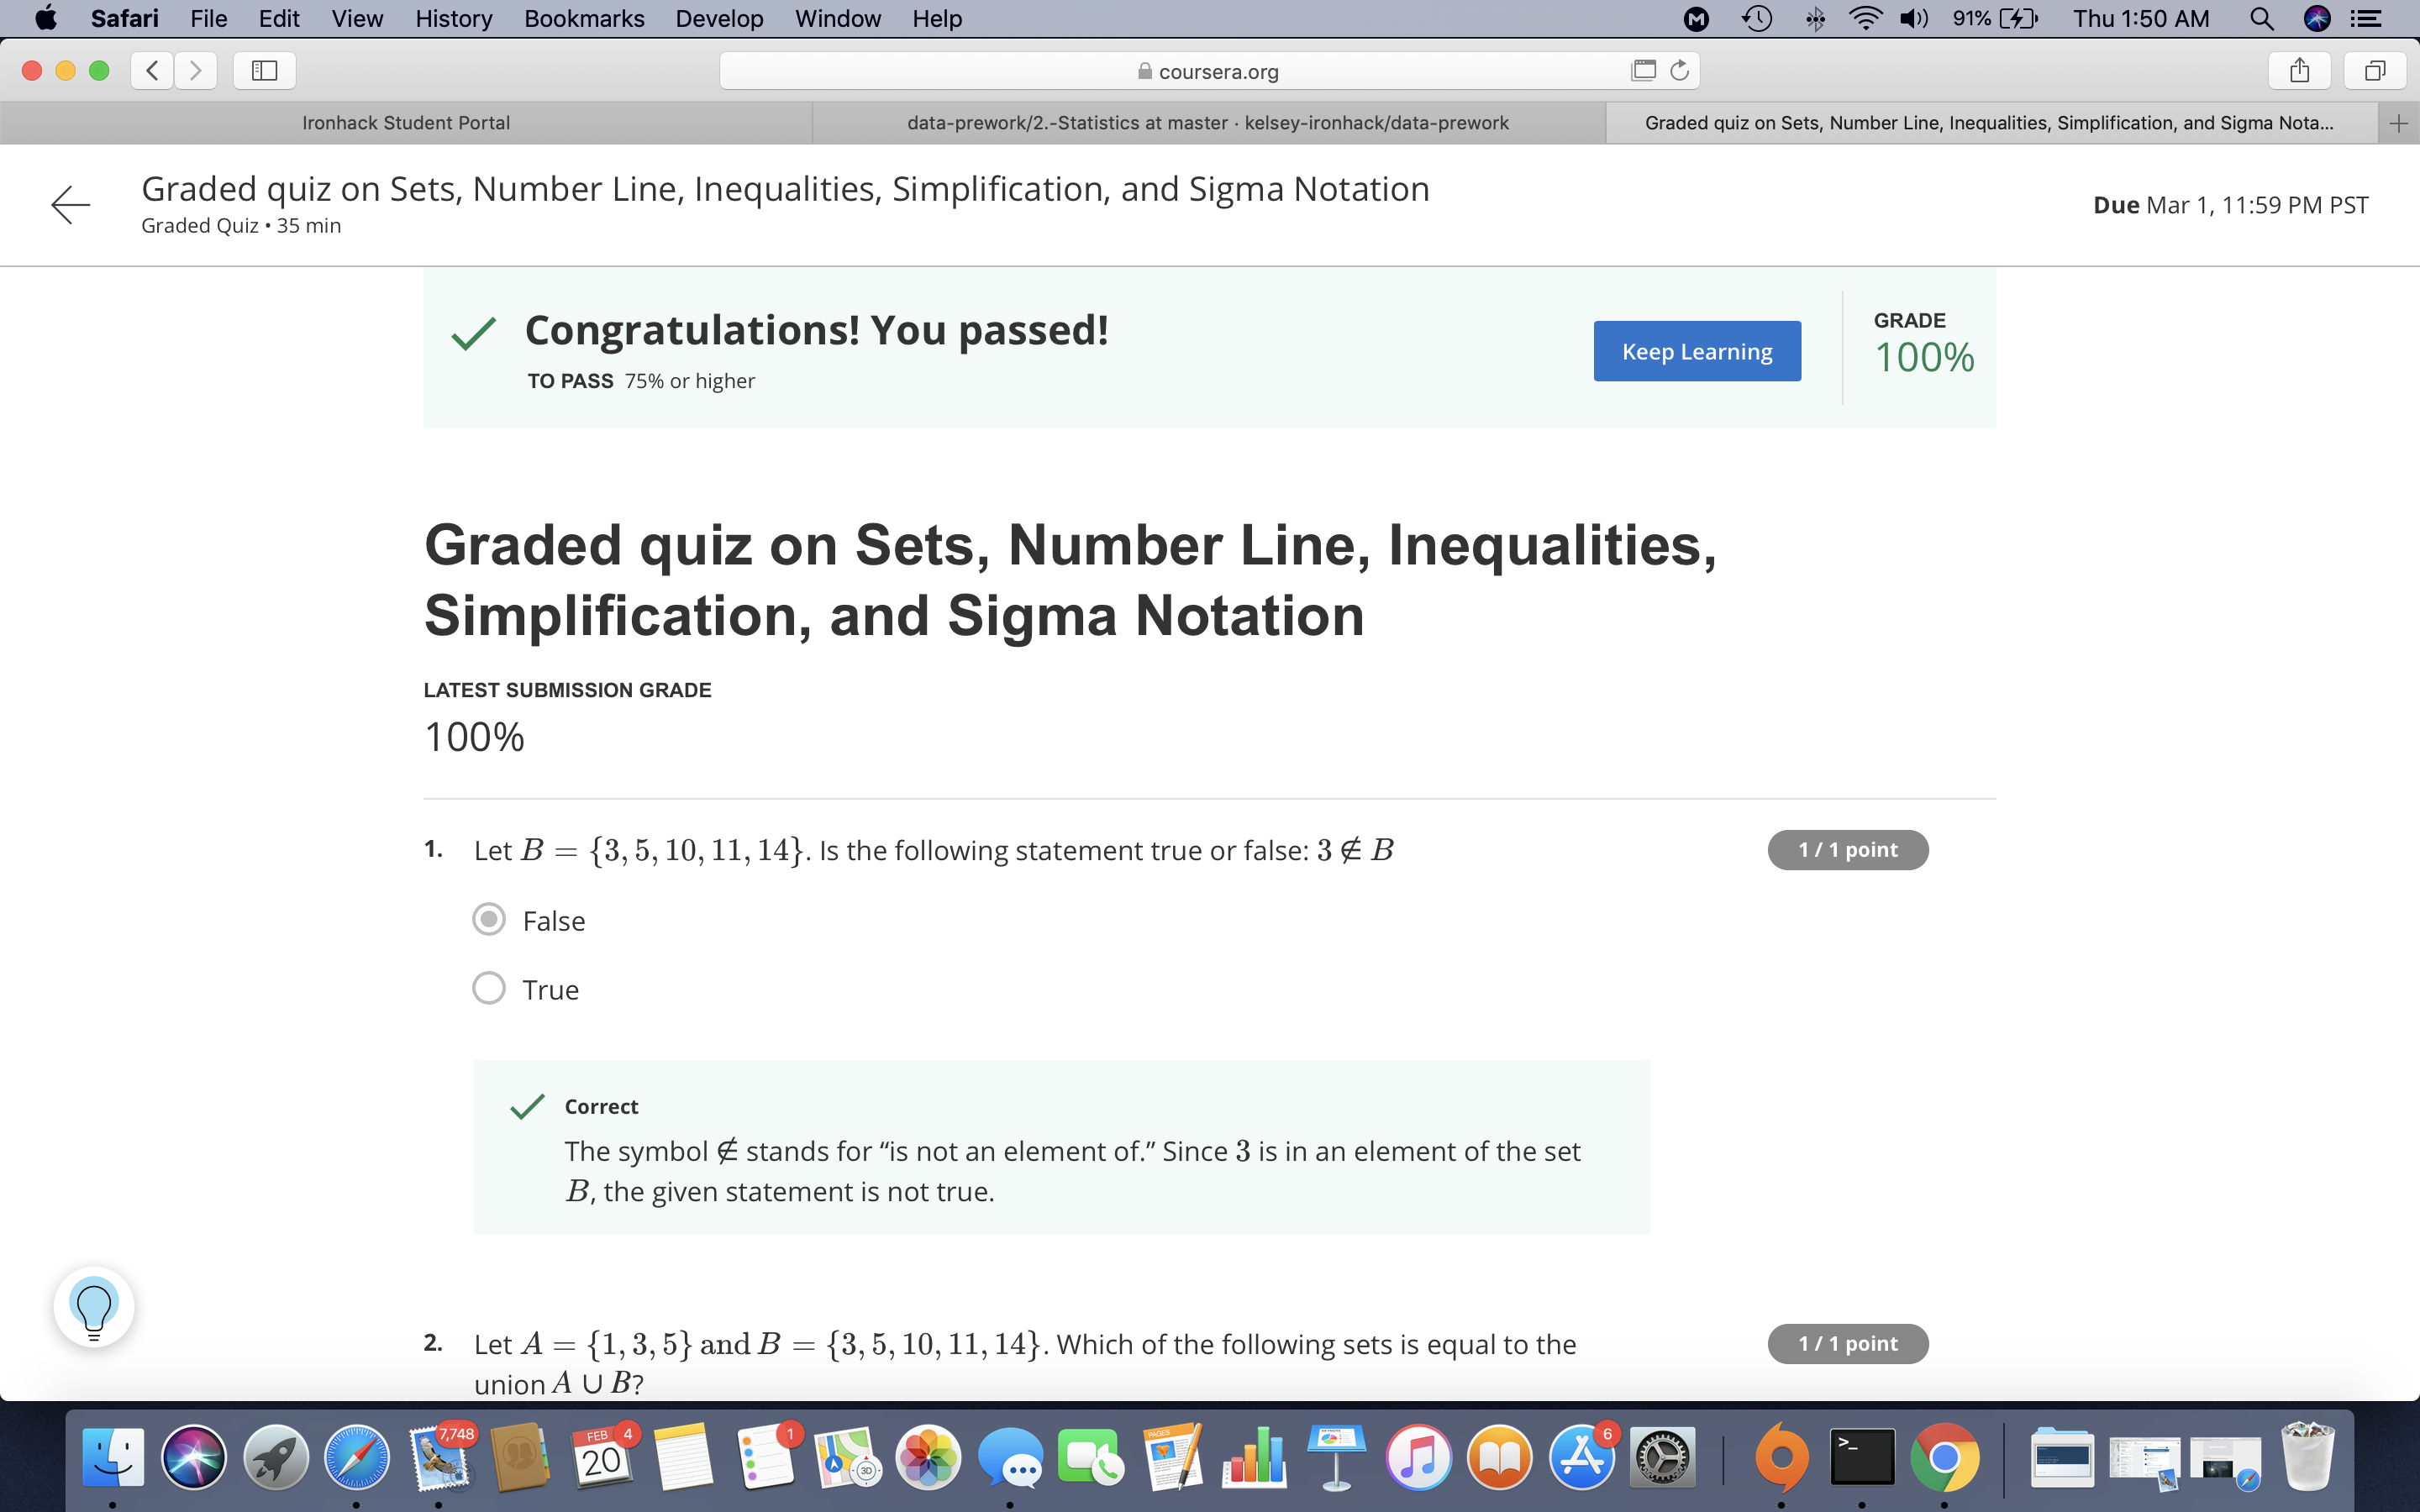 Safari File Edit View History Bookmarks Develop Window Help 91% Thu 1:50 AM
coursera.org
Ironhack Student Portal
data-prework/2.-Statistics at master · kelsey-ironhack/data-prework
Graded quiz on Sets, Number Line, Inequalities, Simplification, and Sigma Nota...
Graded quiz on Sets, Number Line, Inequalities, Simplification, and Sigma Notation
Graded Quiz • 35 min
Due Mar 1, 11:59 PM PST
Congratulations! You passed!
TO PASS 75% or higher
Keep Learning
GRADE
100%
Graded quiz on Sets, Number Line, Inequalities,
Simplification, and Sigma Notation
LATEST SUBMISSION GRADE
100%
1. Let B = {3, 5, 10, 11, 14}. Is the following statement true or false: 3 ∉ B
1 / 1 point
False
True
Correct
The symbol ∉ stands for “is not an element of.” Since 3 is in an element of the set
B, the given statement is not true.
2. Let A = {1, 3, 5} and B = {3, 5, 10, 11, 14}. Which of the following sets is equal to the
union A ∪ B?
1 / 1 point
7,748
FEB
20
4
1
3D
PAGES
6
>_